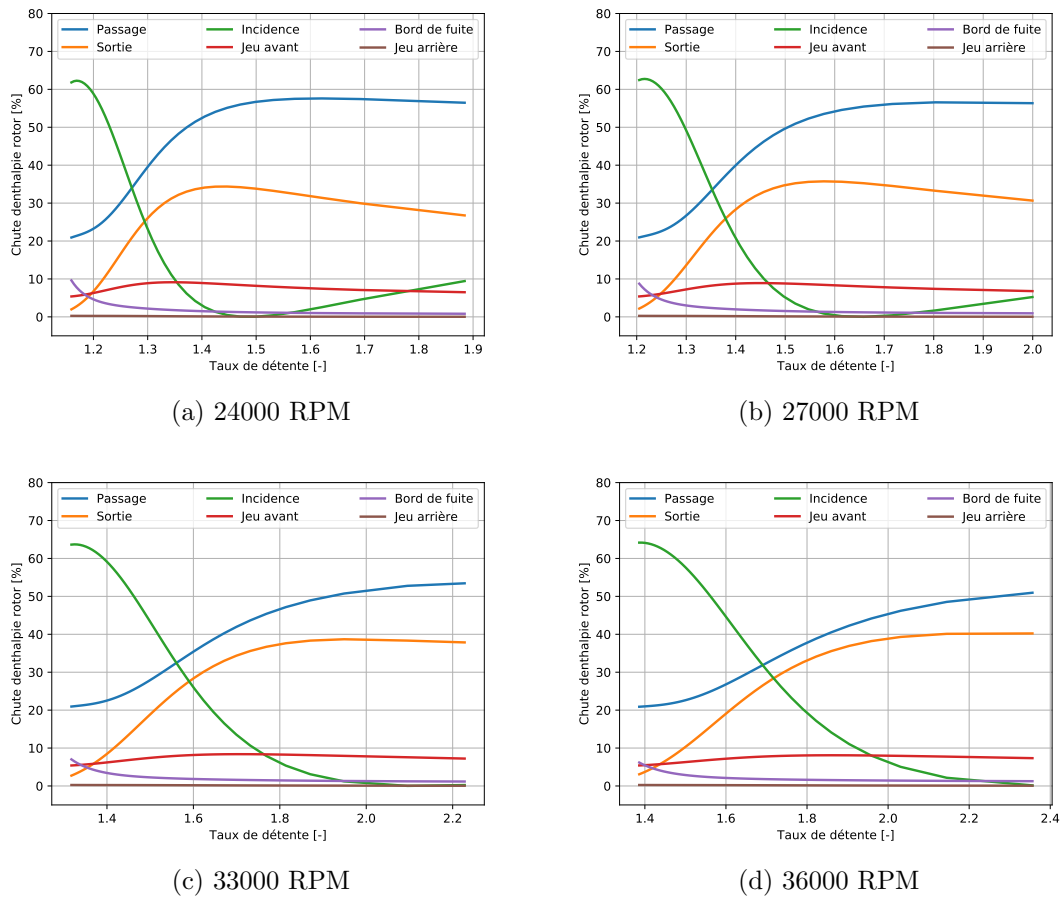 80
70
60
50
40
30
20
10
0
Chute denthalpie rotor [%]
Passage
Sortie
Incidence
Jeu avant
Bord de fuite
Jeu arrière
1.2 1.3 1.4 1.5 1.6 1.7 1.8 1.9
Taux de détente [-]
(a) 24000 RPM
80
70
60
50
40
30
20
10
0
Chute denthalpie rotor [%]
Passage
Sortie
Incidence
Jeu avant
Bord de fuite
Jeu arrière
1.2 1.3 1.4 1.5 1.6 1.7 1.8 1.9 2.0
Taux de détente [-]
(b) 27000 RPM
80
70
60
50
40
30
20
10
0
Chute denthalpie rotor [%]
Passage
Sortie
Incidence
Jeu avant
Bord de fuite
Jeu arrière
1.4 1.6 1.8 2.0 2.2
Taux de détente [-]
(c) 33000 RPM
80
70
60
50
40
30
20
10
0
Chute denthalpie rotor [%]
Passage
Sortie
Incidence
Jeu avant
Bord de fuite
Jeu arrière
1.4 1.6 1.8 2.0 2.2 2.4
Taux de détente [-]
(d) 36000 RPM